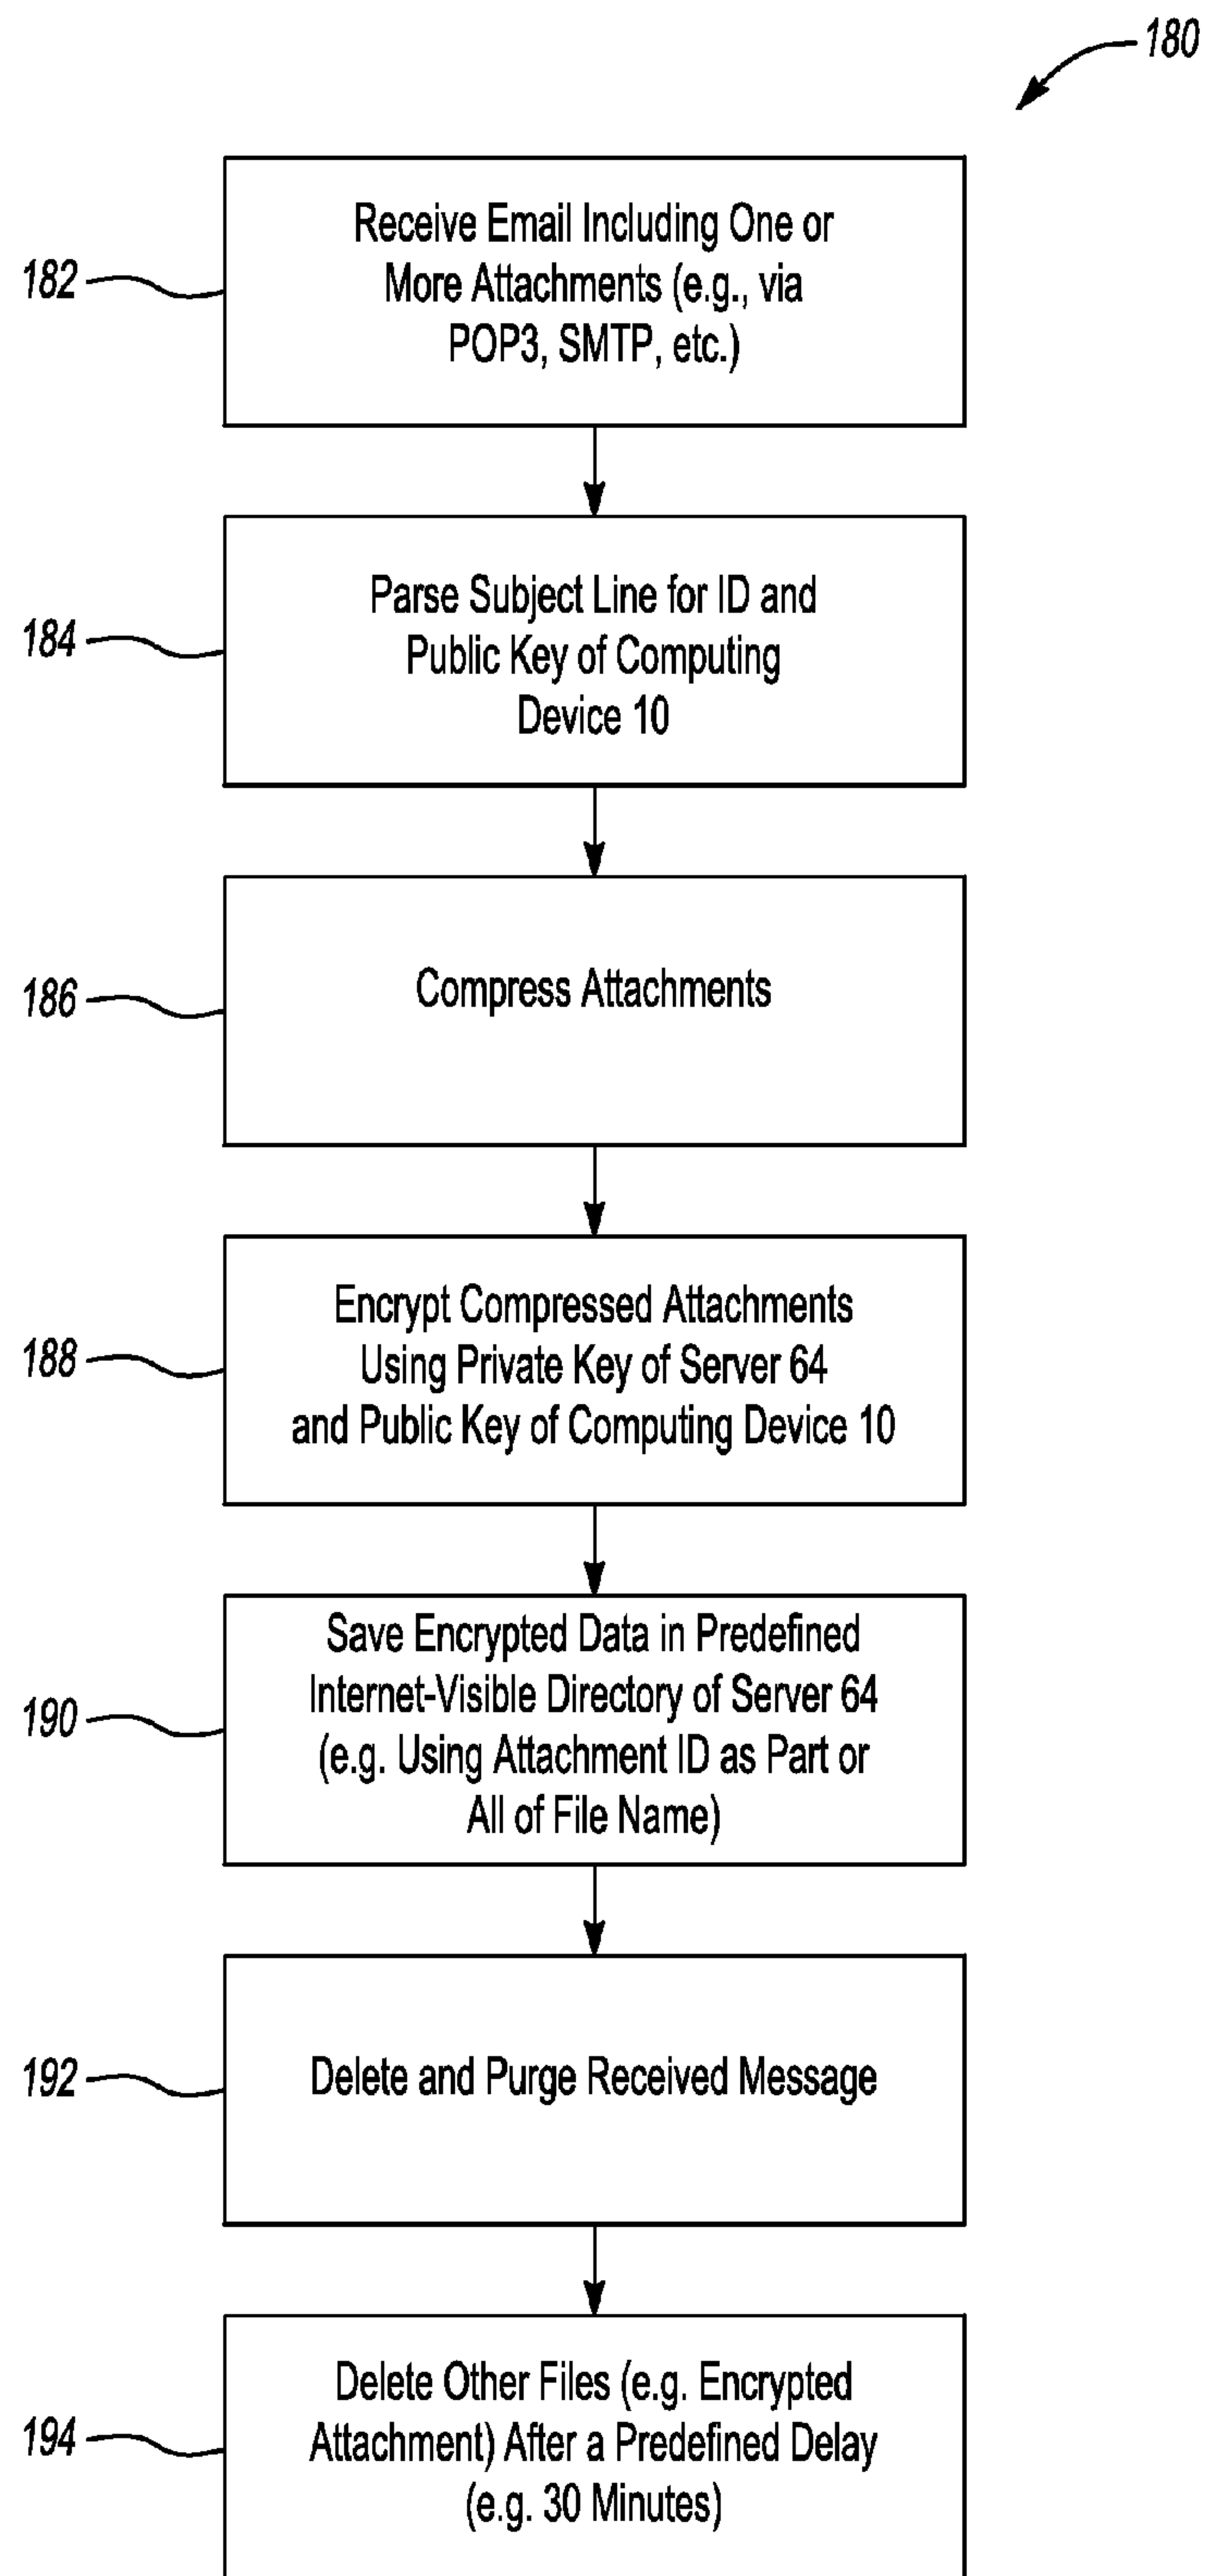 180
182
Receive Email Including One or
More Attachments (e.g., via
POP3, SMTP, etc.)
184
Parse Subject Line for ID and
Public Key of Computing
Device 10
186
Compress Attachments
188
Encrypt Compressed Attachments
Using Private Key of Server 64
and Public Key of Computing Device 10
190
Save Encrypted Data in Predefined
Internet-Visible Directory of Server 64
(e.g. Using Attachment ID as Part or
All of File Name)
192
Delete and Purge Received Message
194
Delete Other Files (e.g. Encrypted
Attachment) After a Predefined Delay
(e.g. 30 Minutes)